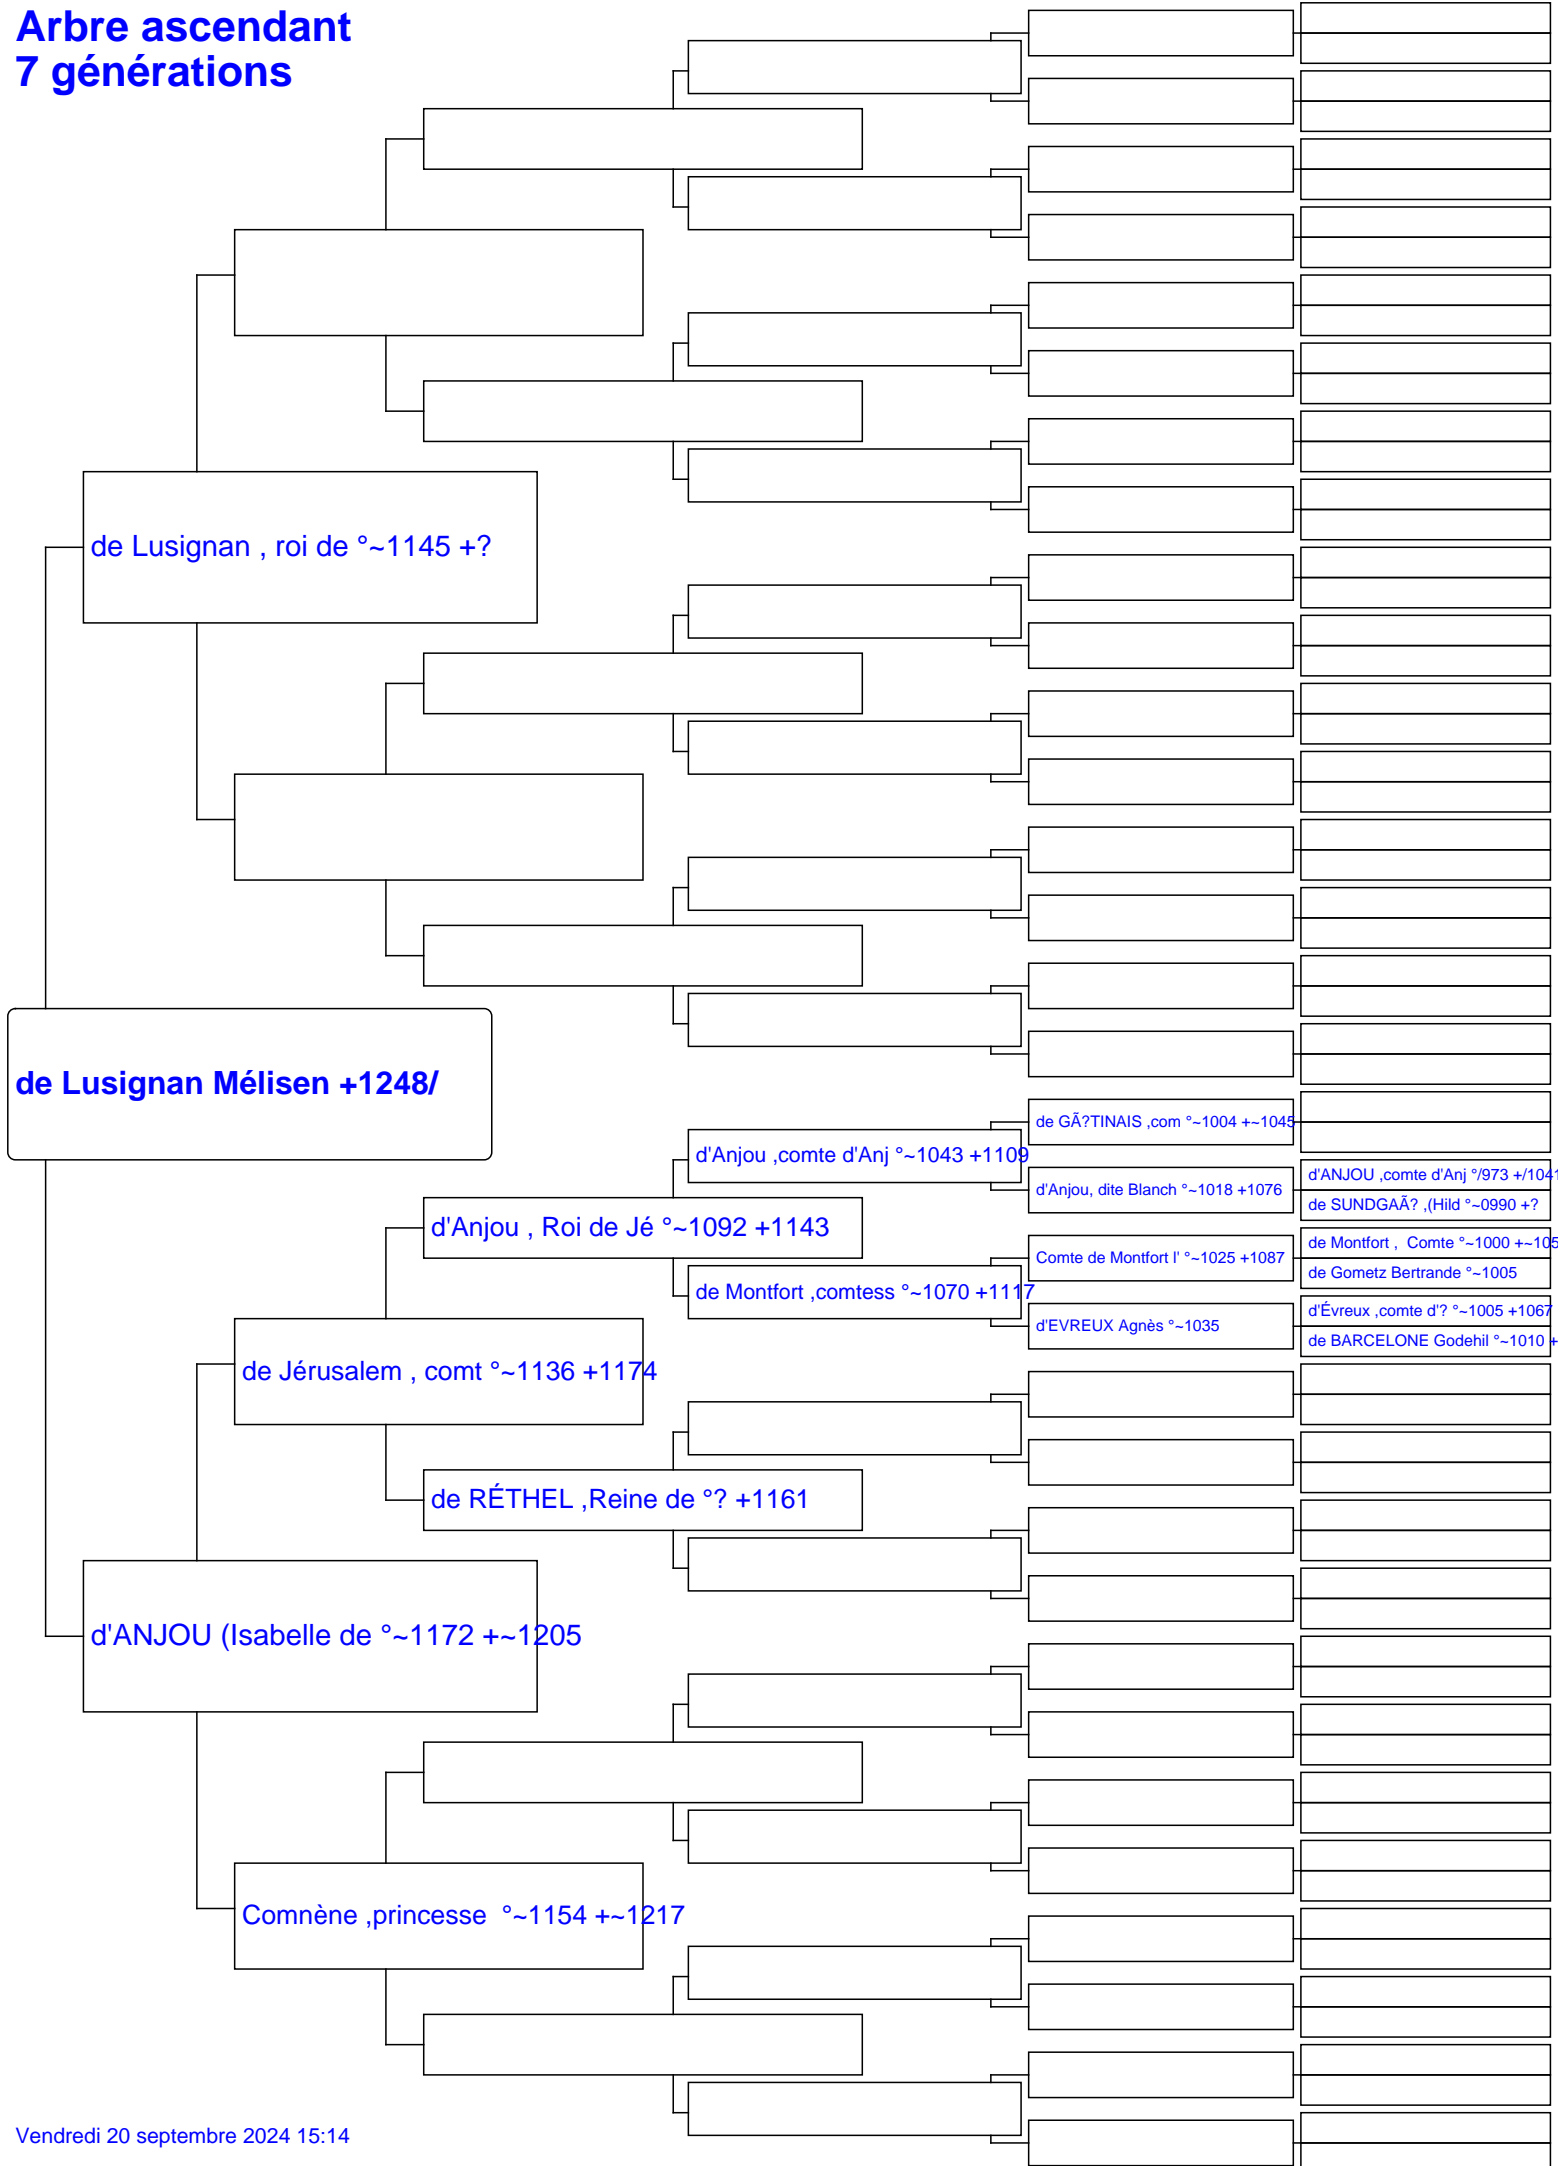 Arbre ascendant
7 générations
de Lusignan , roi de °~1145 +?
de Lusignan Mélisen +1248/
de GÃ?TINAIS ,com °~1004 +~1045
d'Anjou ,comte d'Anj °~1043 +1109
d'Anjou, dite Blanch °~1018 +1076
d'ANJOU ,comte d'Anj °/973 +/1041
de SUNDGAÃ? ,(Hild °~0990 +?
d'Anjou , Roi de Jé °~1092 +1143
de Montfort , Comte °~1000 +~105
Comte de Montfort l' °~1025 +1087
de Gometz Bertrande °~1005
de Montfort ,comtess °~1070 +1117
d'Évreux ,comte d'? °~1005 +1067
d'EVREUX Agnès °~1035
de BARCELONE Godehil °~1010 +
de Jérusalem , comt °~1136 +1174
de RÉTHEL ,Reine de °? +1161
d'ANJOU (Isabelle de °~1172 +~1205
Comnène ,princesse °~1154 +~1217
Vendredi 20 septembre 2024 15:14